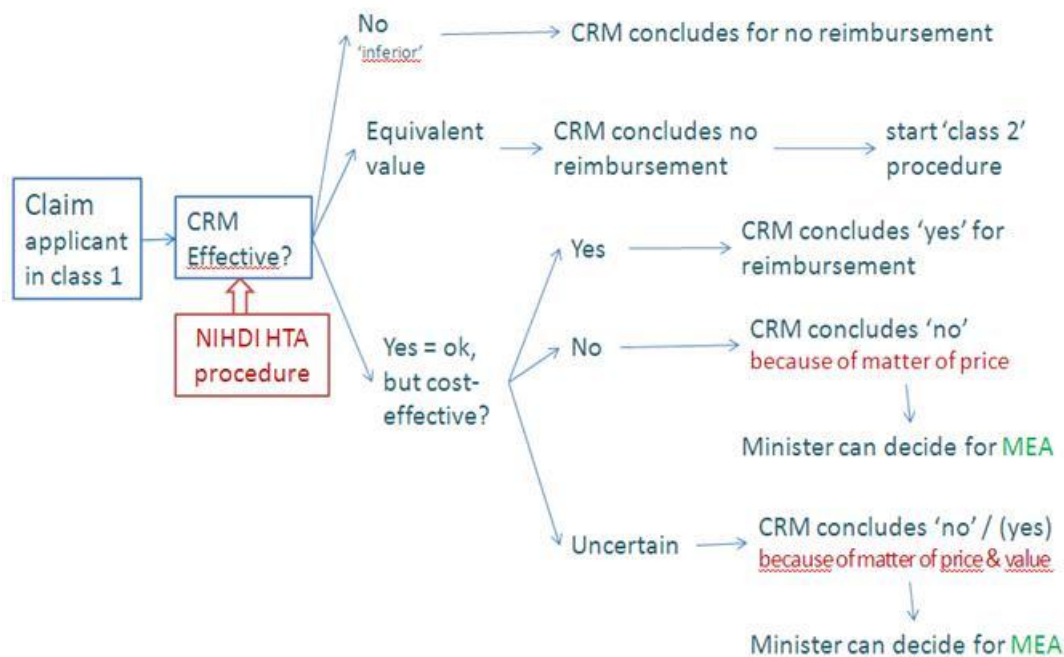 No
'inferior'
CRM concludes for no reimbursement
Equivalent
value
CRM concludes no
reimbursement
start 'class 2'
procedure
Claim
applicant
in class 1
CRM
Effective?
NIHDI HTA
procedure
Yes = ok,
but cost-
effective?
Yes
CRM concludes 'yes' for
reimbursement
No
CRM concludes 'no'
because of matter of price
Minister can decide for MEA
Uncertain
CRM concludes 'no' / (yes)
because of matter of price & value
Minister can decide for MEA